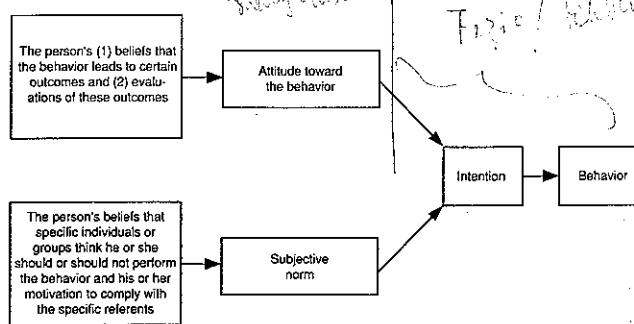 The person's (1) beliefs that
the behavior leads to certain
outcomes and (2) evalu-
ations of these outcomes
Attitude toward
the behavior
Intention
Behavior
The person's beliefs that
specific individuals or
groups think he or she
should or should not perform
the behavior and his or her
motivation to comply with
the specific referents
Subjective
norm